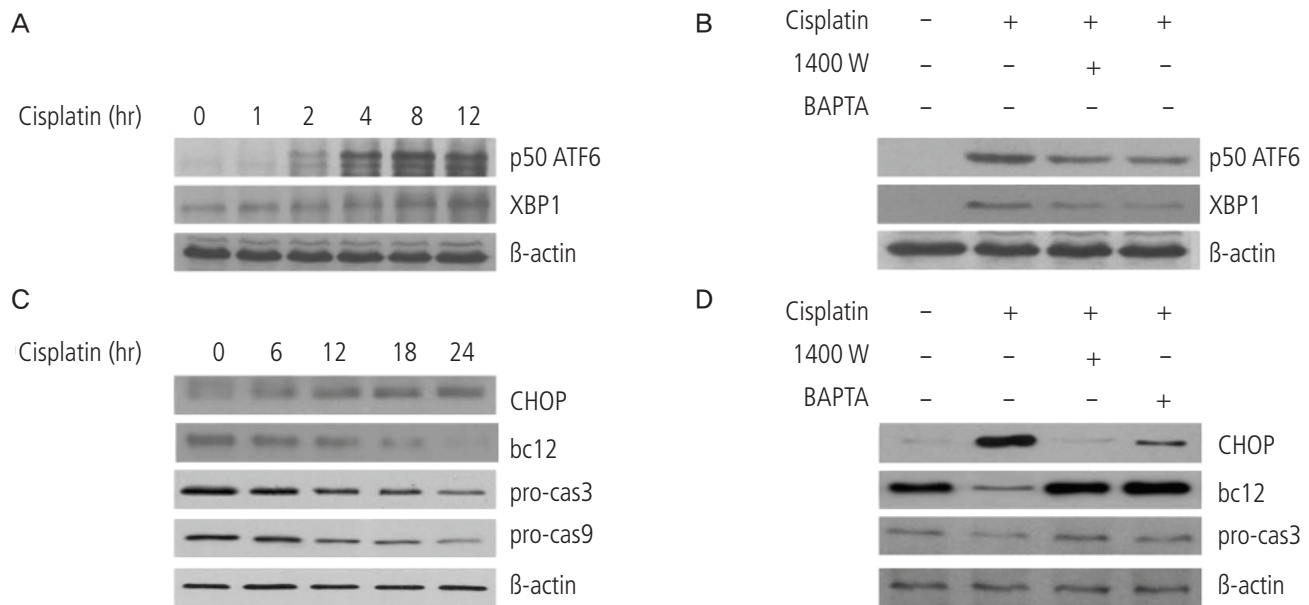 A
Cisplatin (hr) 0 1 2 4 8 12
p50 ATF6
XBP1
ß-actin
B
Cisplatin – + + +
1400 W – – + –
BAPTA – – – –
p50 ATF6
XBP1
ß-actin
C
Cisplatin (hr) 0 6 12 18 24
CHOP
bc12
pro-cas3
pro-cas9
ß-actin
D
Cisplatin – + + +
1400 W – – + –
BAPTA – – – +
CHOP
bc12
pro-cas3
ß-actin